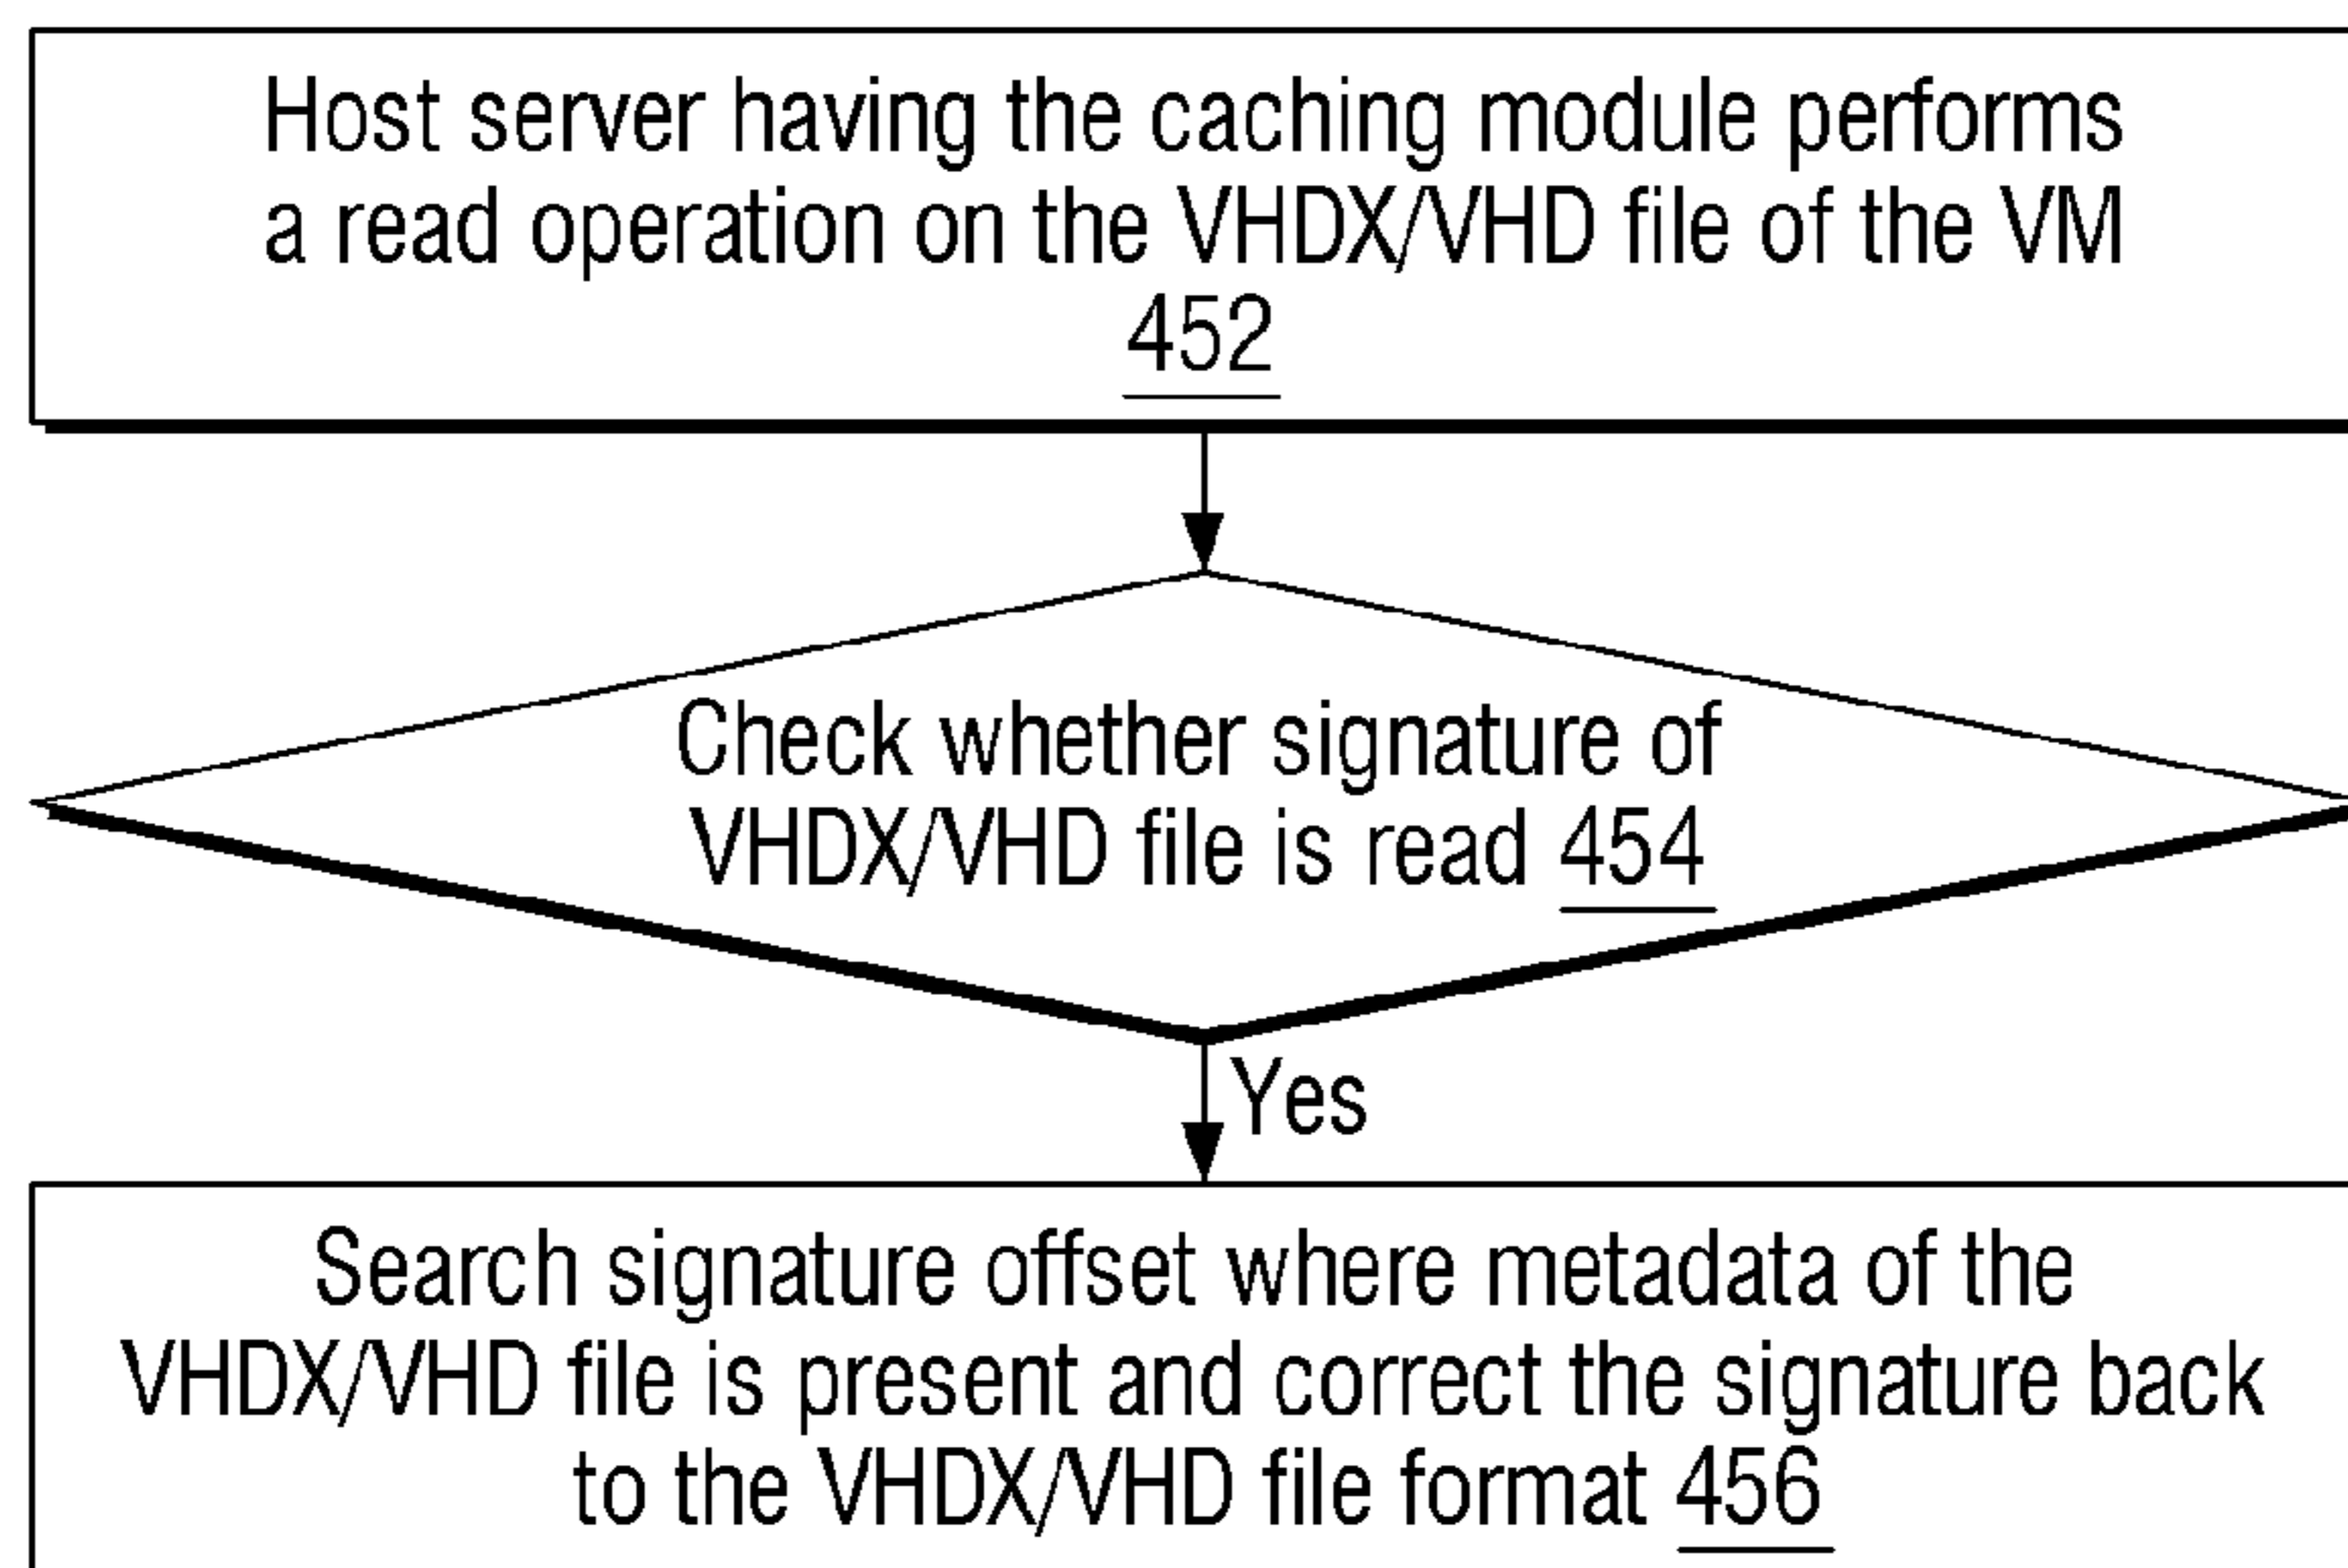 Host server having the caching module performs
a read operation on the VHDX/VHD file of the VM
452
Check whether signature of
VHDX/VHD file is read 454
Yes
Search signature offset where metadata of the
VHDX/VHD file is present and correct the signature back
to the VHDX/VHD file format 456